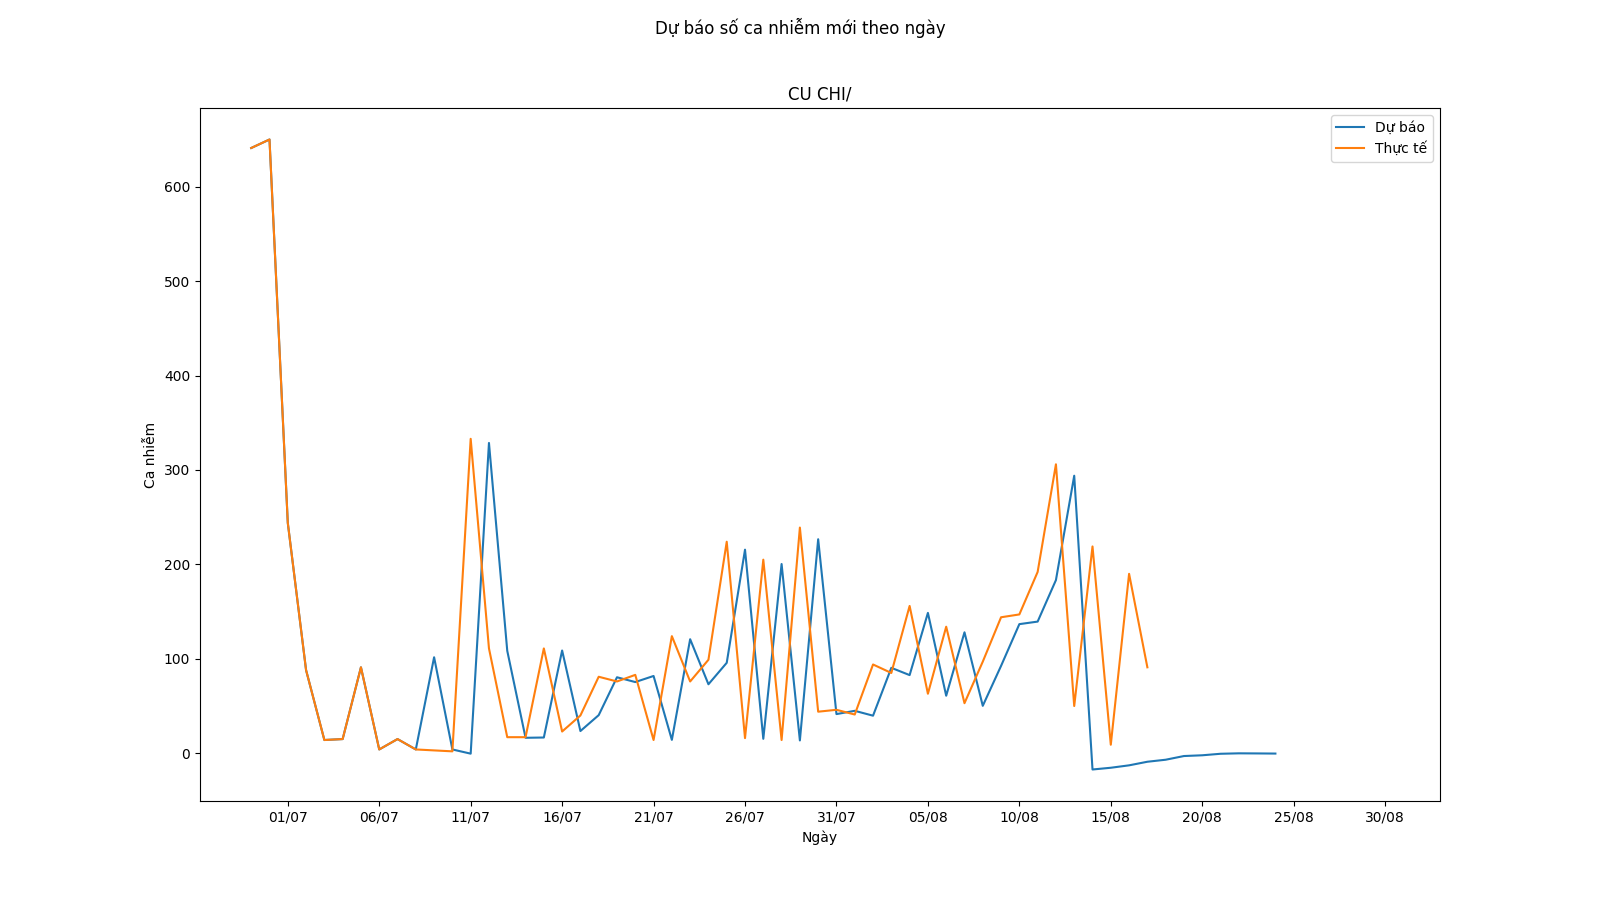 Dự báo số ca nhiễm mới theo ngày
CU CHI/
Dự báo
Thực tế
Ca nhiễm
600
500
400
300
200
100
0
01/07 06/07 11/07 16/07 21/07 26/07 31/07 05/08 10/08 15/08 20/08 25/08 30/08
Ngày